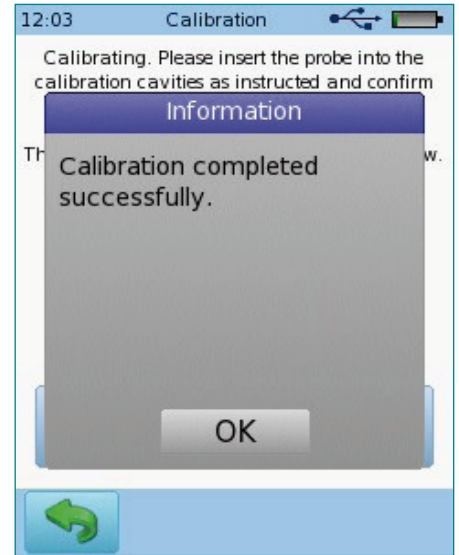 12:03 Calibration
Calibrating. Please insert the probe into the
calibration cavities as instructed and confirm
Information
Calibration completed
successfully.
OK